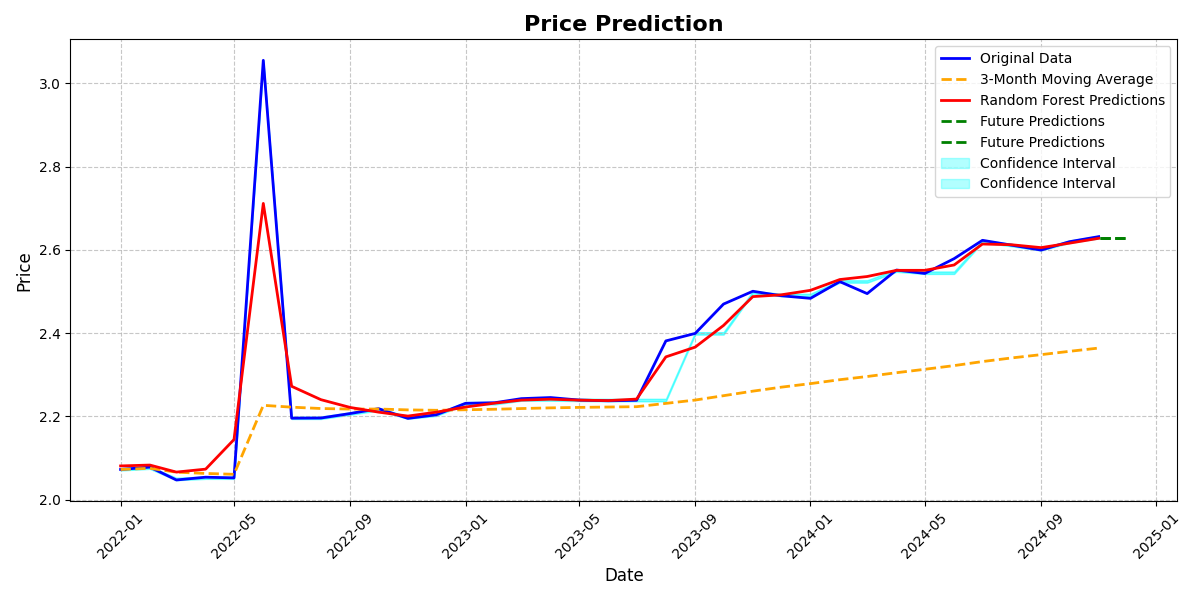 Price Prediction
Original Data
3-Month Moving Average
Random Forest Predictions
Future Predictions
Future Predictions
Confidence Interval
Confidence Interval
Price
3.0
2.8
2.6
2.4
2.2
2.0
2022-01
2022-05
2022-09
2023-01
2023-05
2023-09
2024-01
2024-05
2024-09
2025-01
Date